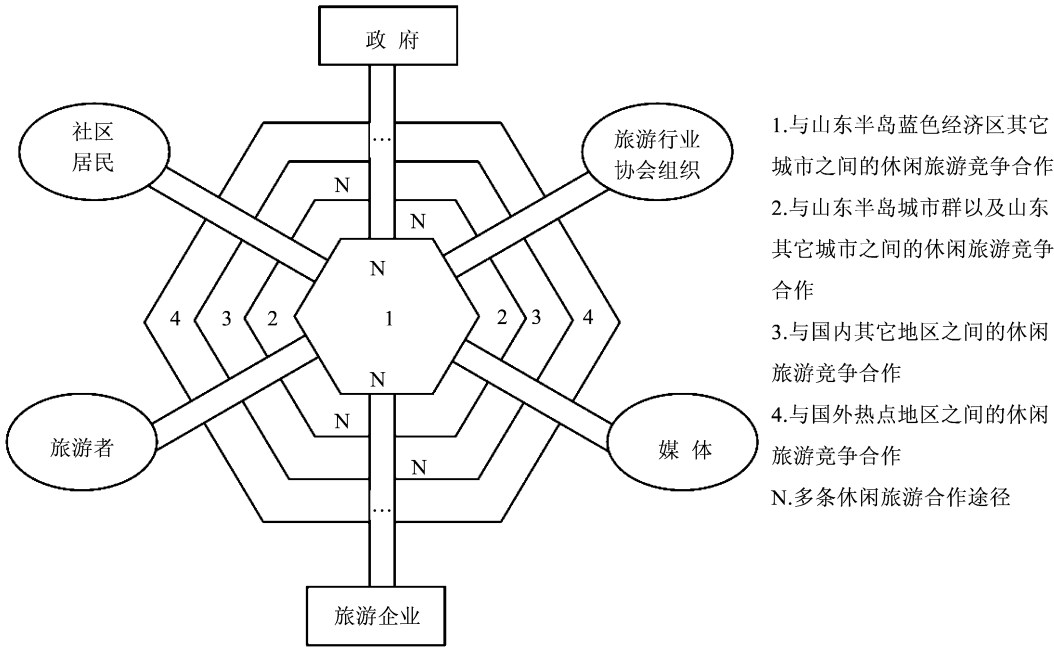 政 府
社区
居民
旅游行业
协会组织
…
N
N
N
4
3
2
1
2
3
4
N
N
N
…
旅游者
媒 体
旅游企业
1.与山东半岛蓝色经济区其它
城市之间的休闲旅游竞争合作
2.与山东半岛城市群以及山东
其它城市之间的休闲旅游竞争
合作
3.与国内其它地区之间的休闲
旅游竞争合作
4.与国外热点地区之间的休闲
旅游竞争合作
N.多条休闲旅游合作途径